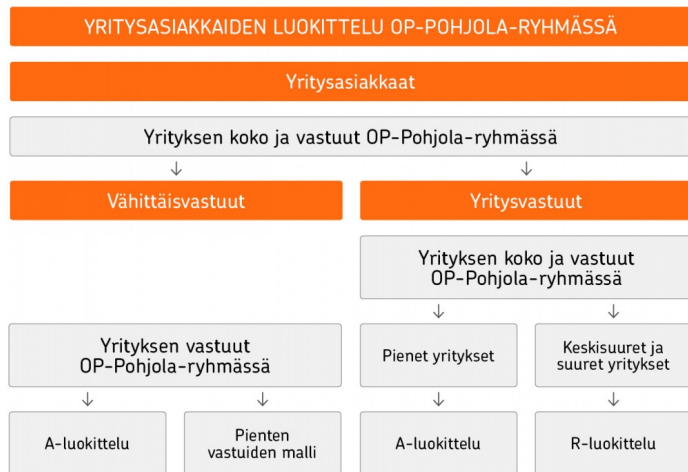 YRITYSASIAKKAIDEN LUOKITTELU OP-POHJOLA-RYHMÄSSÄ
Yritysasiakkaat
Yrityksen koko ja vastuut OP-Pohjola-ryhmässä
Vähittäisvastuut
Yritysvastuut
Yrityksen koko ja vastuut
OP-Pohjola-ryhmässä
Yrityksen vastuut
OP-Pohjola-ryhmässä
Pienet yritykset
Keskisuuret ja
suuret yritykset
A-luokittelu
Pienten
vastuiden malli
A-luokittelu
R-luokittelu